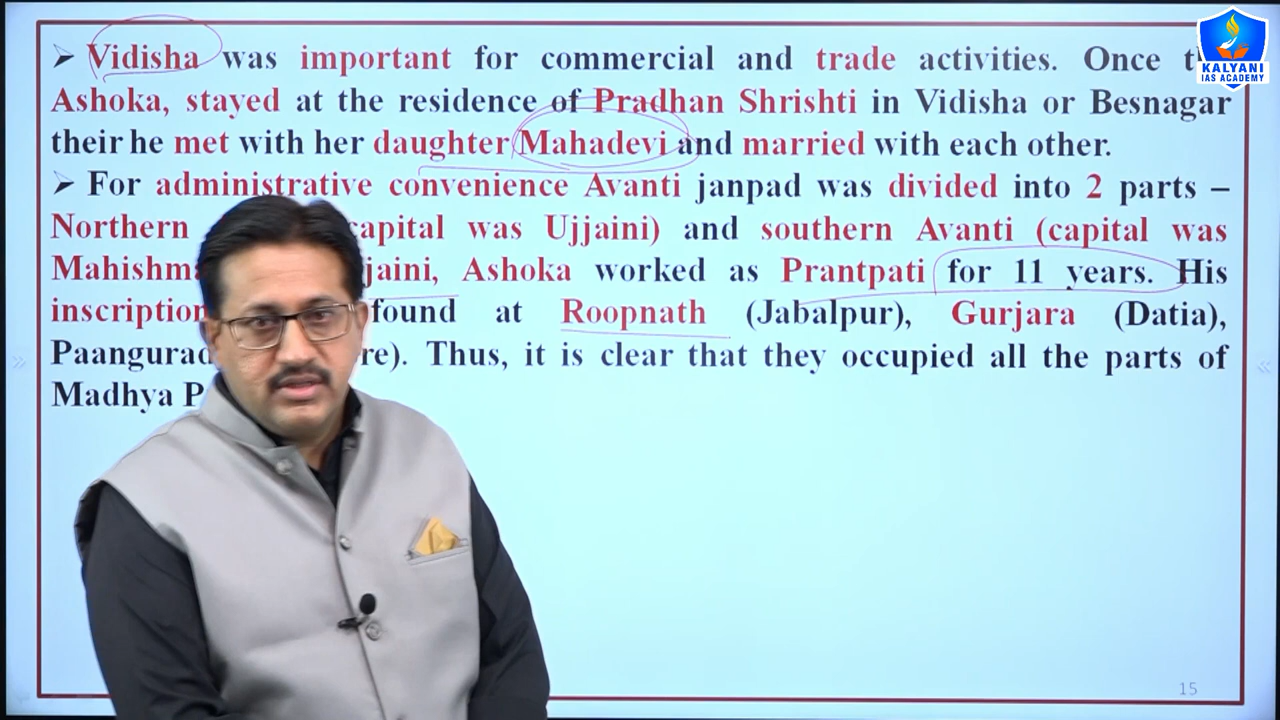 ➤ Vidisha was important for commercial and trade activities. Once
Ashoka, stayed at the residence of Pradhan Shrishti in Vidisha or Besnagar
their he met with her daughter Mahadevi and married with each other.
➤ For administrative convenience Avanti janpad was divided into 2 parts –
Northern capital was Ujjaini) and southern Avanti (capital was
Ashoka worked as Prantpati for 11 years. His
found at Roopnath (Jabalpur), Gurjara (Datia),
Thus, it is clear that they occupied all the parts of
Madhya
15
KALYANI
IAS ACADEMY